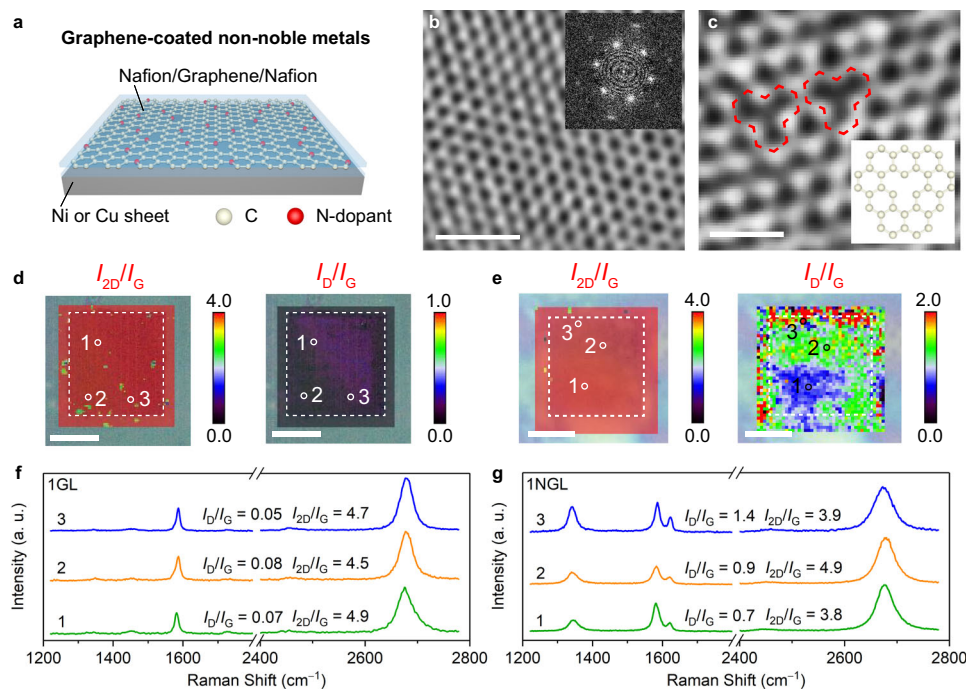 a
Graphene-coated non-noble metals
Nafion/Graphene/Nafion
Ni or Cu sheet
C
N-dopant
b
c
d
I2D/IG
4.0
0.0
1
2
3
ID/IG
1.0
0.0
1
2
3
e
I2D/IG
4.0
0.0
3
2
1
ID/IG
2.0
0.0
3
2
1
f
1GL
3 ID/IG = 0.05 I2D/IG = 4.7
2 ID/IG = 0.08 I2D/IG = 4.5
1 ID/IG = 0.07 I2D/IG = 4.9
Intensity (a. u.)
1200 1600 2400 2800
Raman Shift (cm⁻¹)
g
1NGL
3 ID/IG = 1.4 I2D/IG = 3.9
2 ID/IG = 0.9 I2D/IG = 4.9
1 ID/IG = 0.7 I2D/IG = 3.8
Intensity (a. u.)
1200 1600 2400 2800
Raman Shift (cm⁻¹)